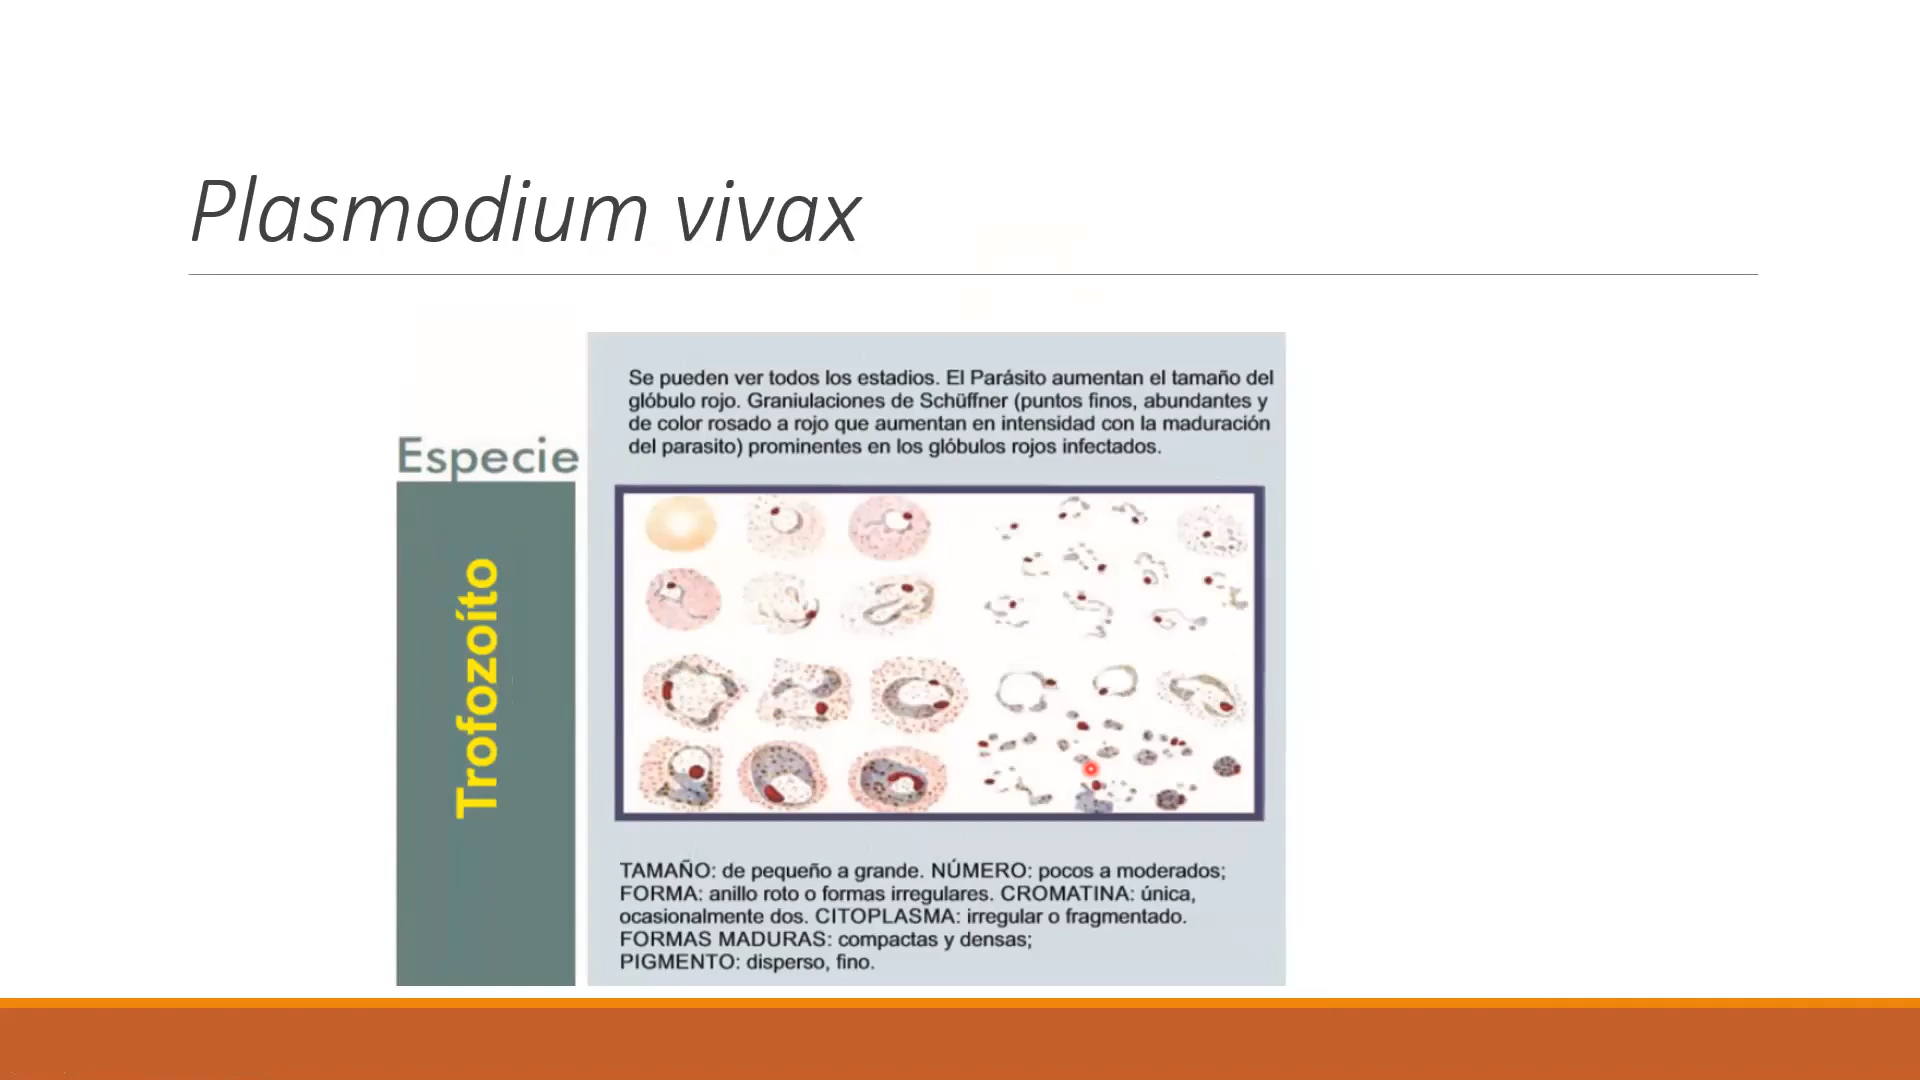 Plasmodium vivax
Se pueden ver todos los estadios. El Parásito aumentan el tamaño del
glóbulo rojo. Graniulaciones de Schüffner (puntos finos, abundantes y
de color rosado a rojo que aumentan en intensidad con la maduración
del parasito) prominentes en los glóbulos rojos infectados.
Especie
Trofozoíto
TAMAÑO: de pequeño a grande. NÚMERO: pocos a moderados;
FORMA: anillo roto o formas irregulares. CROMATINA: única,
ocasionalmente dos. CITOPLASMA: irregular o fragmentado.
FORMAS MADURAS: compactas y densas;
PIGMENTO: disperso, fino.